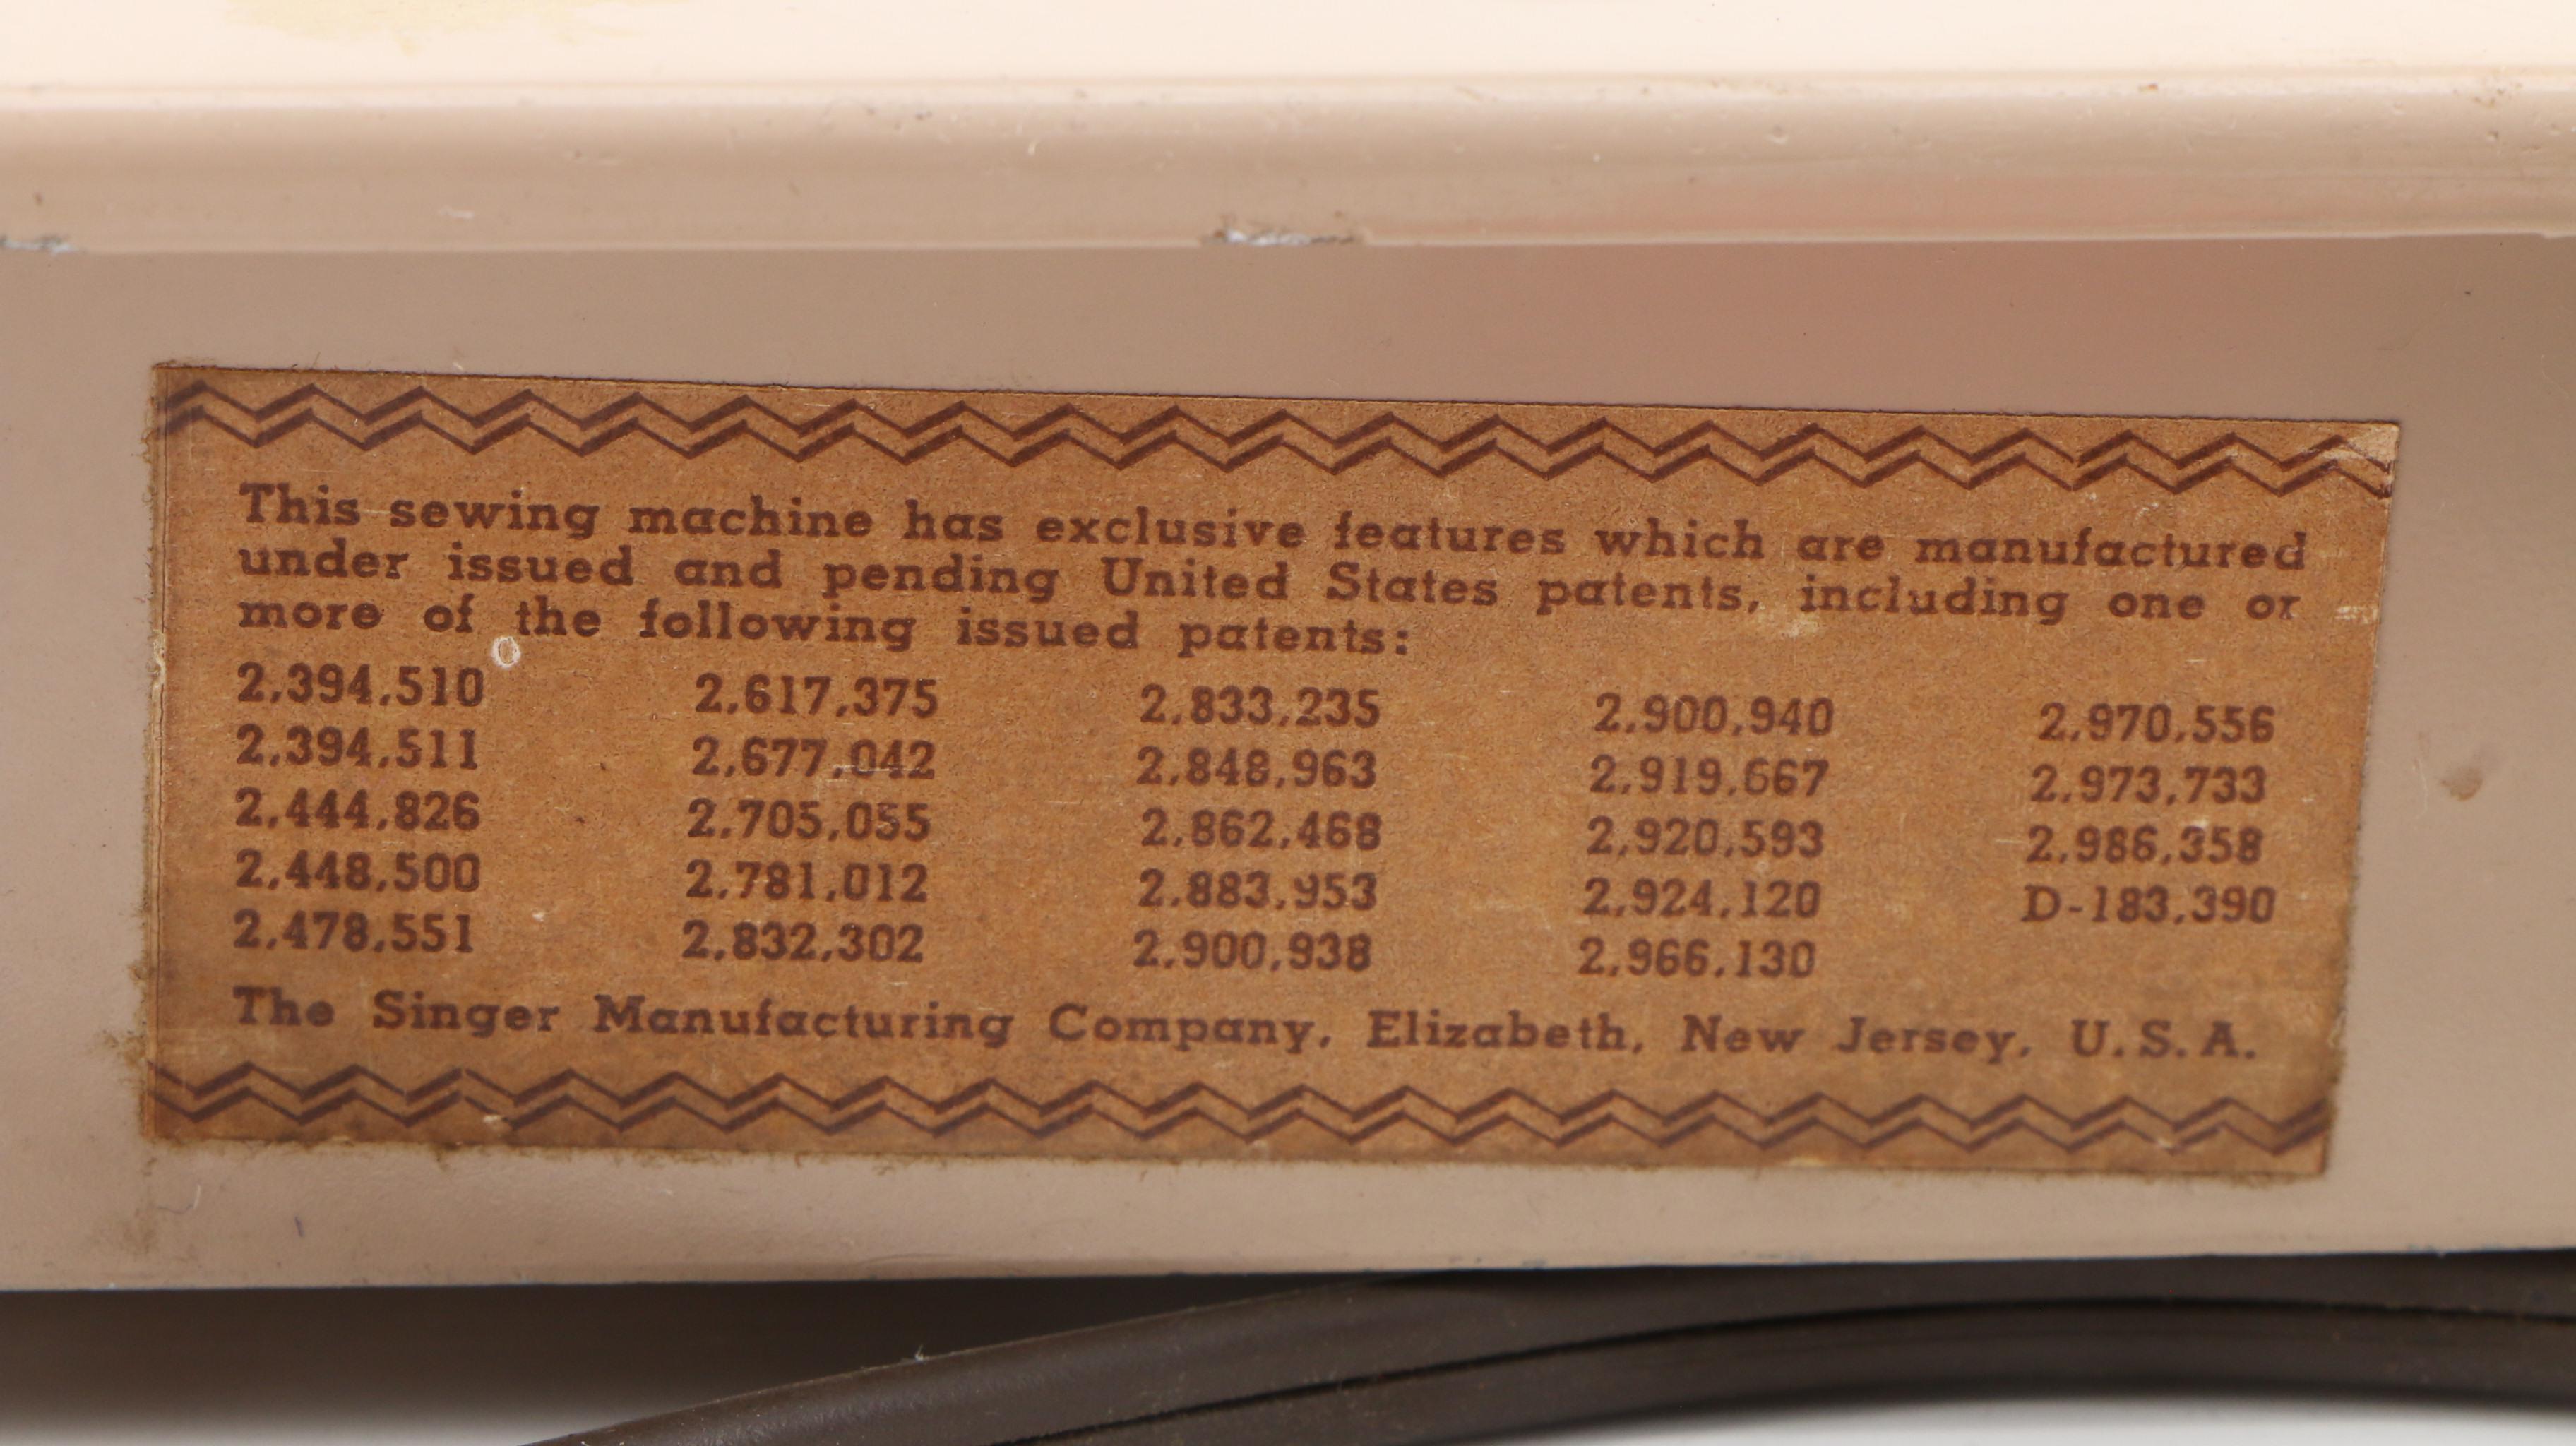 This sewing machine has exclusive features which are manufactured
under issued and pending United States patents, including one or
more of the following issued patents:
2,394,510 2,617,375 2,833,235 2,900,940 2,970,556
2,394,511 2,677,042 2,848,963 2,919,667 2,973,733
2,444,826 2,705,055 2,862,468 2,920,593 2,986,358
2,448,500 2,781,012 2,883,953 2,924,120 D-183,390
2,478,551 2,832,302 2,900,938 2,966,130
The Singer Manufacturing Company, Elizabeth, New Jersey, U.S.A.